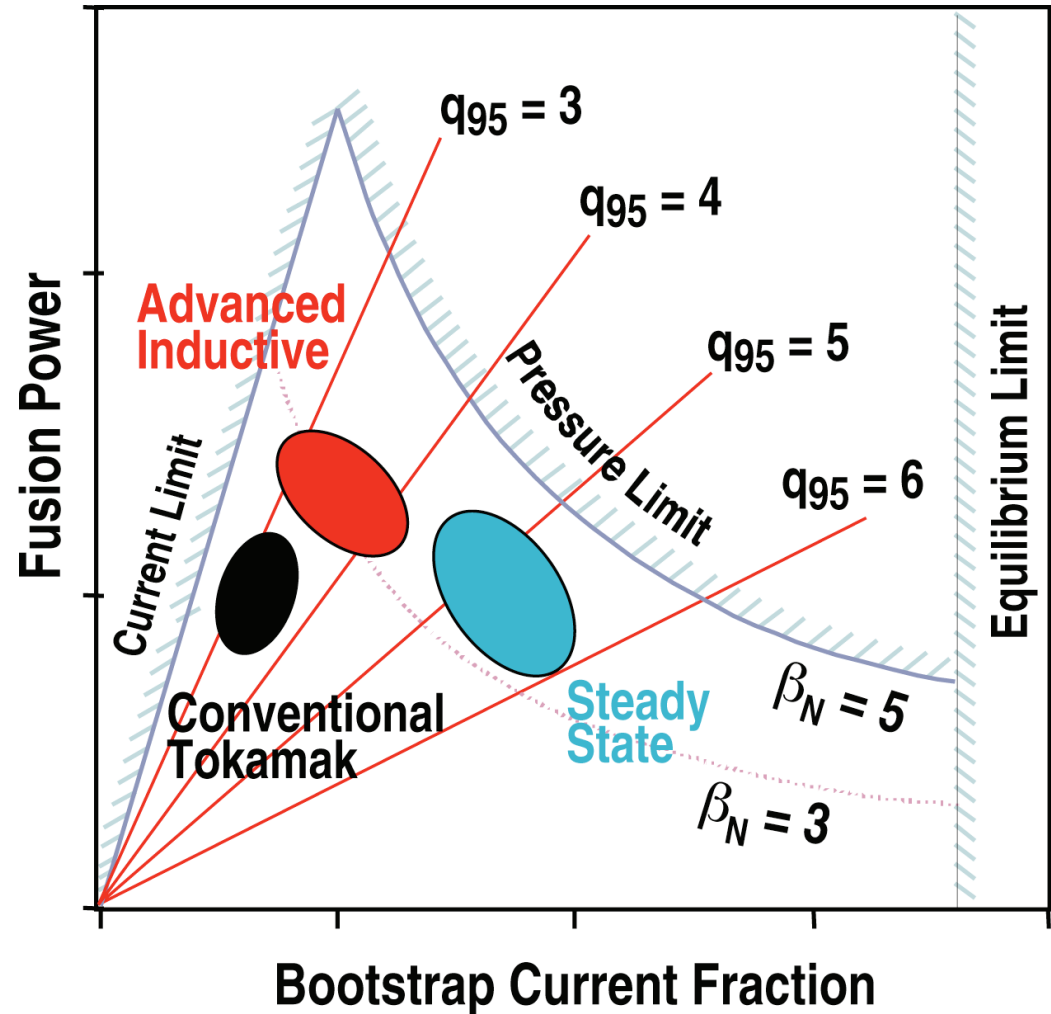 q95 = 3
q95 = 4
Advanced
Inductive
q95 = 5
Pressure Limit
q95 = 6
Equilibrium Limit
Fusion Power
Current Limit
Conventional
Tokamak
Steady
State
βN = 5
βN = 3
Bootstrap Current Fraction